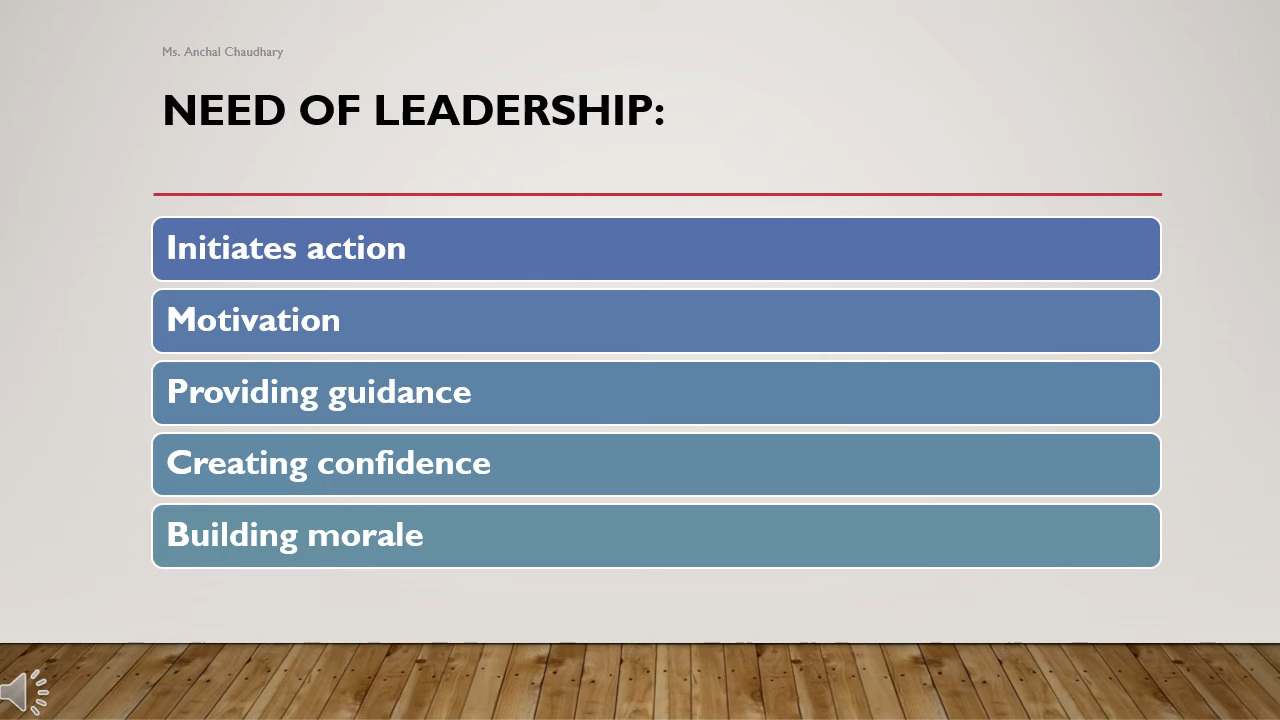 Ms. Anchal Chaudhary
NEED OF LEADERSHIP:
Initiates action
Motivation
Providing guidance
Creating confidence
Building morale